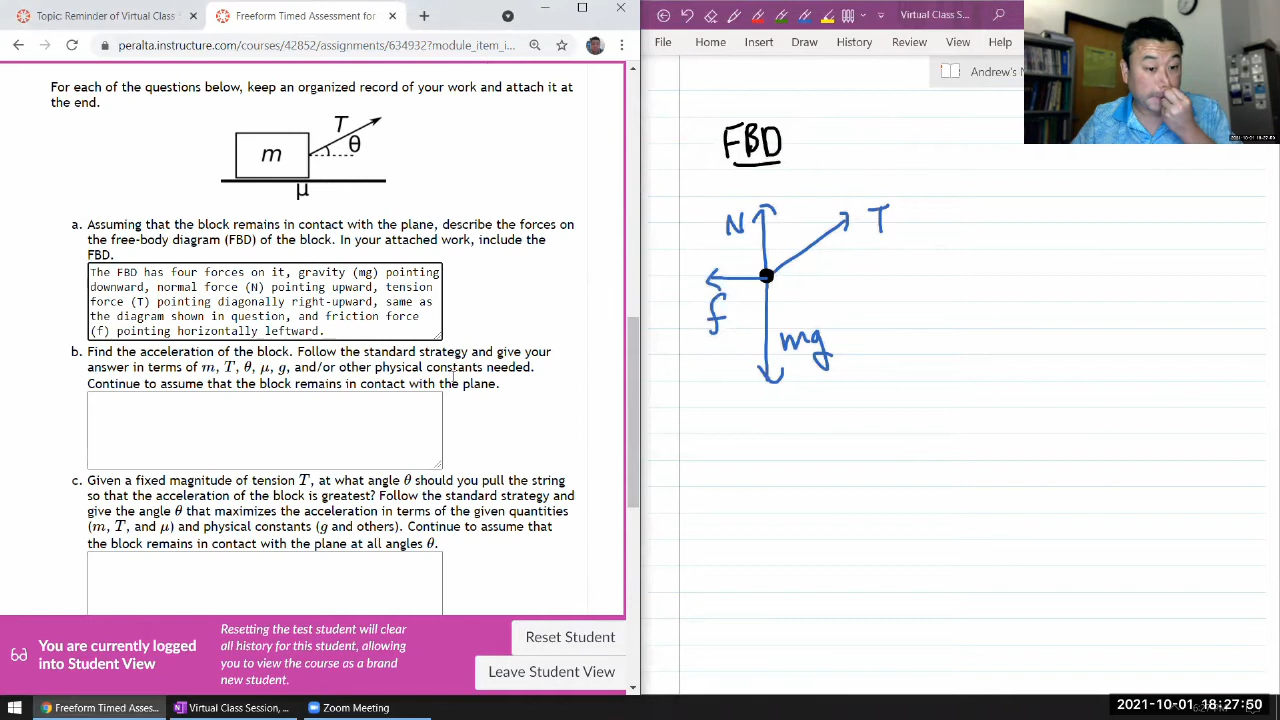 Topic Reminder of Virtual Class
Freeform Timed Assessment for
peralta.instructure.com/courses/42852/assignments/634932?module_item_i...
For each of the questions below, keep an organized record of your work and attach it at
the end.
T
θ
m
μ
a. Assuming that the block remains in contact with the plane, describe the forces on
the free-body diagram (FBD) of the block. In your attached work, include the
FBD.
The FBD has four forces on it, gravity (mg) pointing
downward, normal force (N) pointing upward, tension
force (T) pointing diagonally right-upward, same as
the diagram shown in question, and friction force
(f) pointing horizontally leftward.
b. Find the acceleration of the block. Follow the standard strategy and give your
answer in terms of m, T, θ, μ, g, and/or other physical constants needed.
Continue to assume that the block remains in contact with the plane.
c. Given a fixed magnitude of tension T, at what angle θ should you pull the string
so that the acceleration of the block is greatest? Follow the standard strategy and
give the angle θ that maximizes the acceleration in terms of the given quantities
(m, T, and μ) and physical constants (g and others). Continue to assume that
the block remains in contact with the plane at all angles θ.
You are currently logged
into Student View
Resetting the test student will clear
all history for this student, allowing
you to view the course as a brand
new student.
Reset Student
Leave Student View
Freeform Timed Asses...
Virtual Class Session, ...
Zoom Meeting
Virtual Class S...
File Home Insert Draw History Review View Help
Andrew's
FBD
N
T
f
mg
2021-10-01 18:27:50
2021-10-01 18:27:50